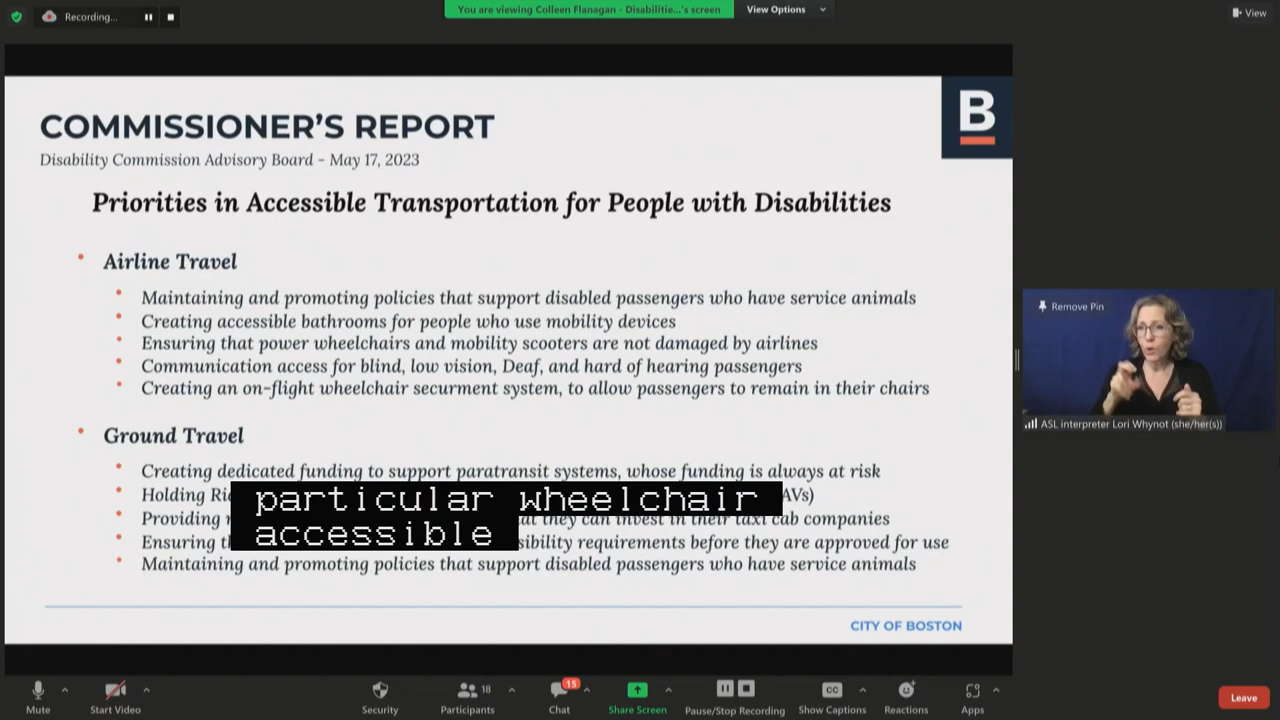 Recording...
You are viewing Colleen Flanagan - Disabilitie...'s screen
View Options
View
B
COMMISSIONER'S REPORT
Disability Commission Advisory Board - May 17, 2023
Priorities in Accessible Transportation for People with Disabilities
• Airline Travel
• Maintaining and promoting policies that support disabled passengers who have service animals
• Creating accessible bathrooms for people who use mobility devices
• Ensuring that power wheelchairs and mobility scooters are not damaged by airlines
• Communication access for blind, low vision, Deaf, and hard of hearing passengers
• Creating an on-flight wheelchair securment system, to allow passengers to remain in their chairs
Remove Pin
ASL interpreter Lori Whynot (she/her(s))
• Ground Travel
• Creating dedicated funding to support paratransit systems, whose funding is always at risk
• Holding AVs)
• Providing they can invest in their taxi cab companies
• Ensuring requirements before they are approved for use
• Maintaining and promoting policies that support disabled passengers who have service animals
particular wheelchair
accessible
CITY OF BOSTON
Mute
Start Video
Security
18
Participants
15
Chat
Share Screen
Pause/Stop Recording
CC
Show Captions
Reactions
Apps
Leave